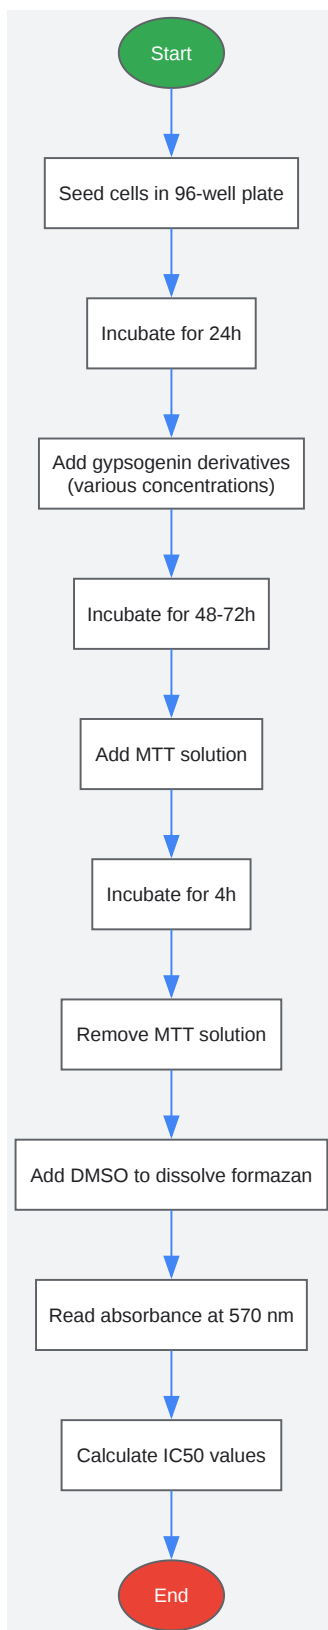 Start
Seed cells in 96-well plate
Incubate for 24h
Add gypsogenin derivatives
(various concentrations)
Incubate for 48-72h
Add MTT solution
Incubate for 4h
Remove MTT solution
Add DMSO to dissolve formazan
Read absorbance at 570 nm
Calculate IC50 values
End